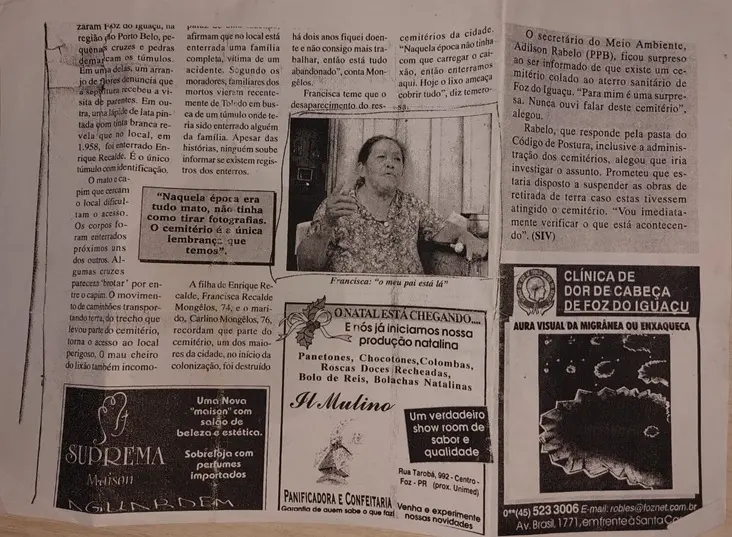 zaram Foz do Iguaçu, na
região do Porto Belo, pe-
quenas cruzes e pedras
demarcam os túmulos.
Em uma delas, um arran-
jo de flores denuncia que
a sepultura recebeu a vi-
sita de parentes. Em ou-
tra, uma lápide de lata pin-
tada com tinta branca re-
vela que no local, em
1.958, foi enterrado En-
rique Recalde. É o único
túmulo com identificação.
O mato e ca-
pim que cercam
o local dificul-
tam o acesso.
Os corpos fo-
ram enterrados
próximos uns
dos outros. Al-
gumas cruzes
parecem "brotar" por en-
tre o capim. O movimen-
to de caminhões transpor-
tando terra, do trecho que
levou parte do cemitério,
torna o acesso ao local
perigoso. O mau cheiro
do lixão também incomo-
afirmam que no local está
enterrada uma família
completa, vítima de um
acidente. Segundo os
moradores, familiares dos
mortos vieram recente-
mente de Toledo em bus-
ca de um túmulo onde te-
ria sido enterrado alguém
da família. Apesar das
histórias, ninguém soube
informar se existem regis-
tros dos enterros.
"Naquela época era
tudo mato, não tinha
como tirar fotografias.
O cemitério é a única
lembrança que
temos".
A filha de Enrique Re-
calde, Francisca Recalde
Mongêlos, 74, e o mari-
do, Carlino Mongêlos, 76,
recordam que parte do
cemitério, um dos maio-
res da cidade, no início da
colonização, foi destruído
há dois anos fiquei doen-
te e não consigo mais tra-
balhar, então está tudo
abandonado", conta Mon-
gêlos.
Francisca teme que o
desaparecimento do res-
cemitérios da cidade.
"Naquela época não tinha
com que carregar o cai-
xão, então enterramos
aqui. Hoje o lixo ameaça
cobrir tudo", diz temero-
sa.
Francisca: "o meu pai está lá"
O secretário do Meio Ambiente,
Adilson Rabelo (PPB), ficou surpreso
ao ser informado de que existe um ce-
mitério colado ao aterro sanitário de
Foz do Iguaçu. "Para mim é uma surpre-
sa. Nunca ouvi falar deste cemitério",
alegou.
Rabelo, que responde pela pasta do
Código de Postura, inclusive a adminis-
tração dos cemitérios, alegou que iria
investigar o assunto. Prometeu que es-
taria disposto a suspender as obras de
retirada de terra caso estas tivessem
atingido o cemitério. "Vou imediata-
mente verificar o que está acontecen-
do". (SIV)
SUPREMA
Maison
AGUARDEM
Uma Nova
"maison" com
salão de
beleza e estética.
Sobreloja com
perfumes
importados
O NATAL ESTÁ CHEGANDO....
E nós já iniciamos nossa
produção natalina
Panetones, Chocotones, Colombas,
Roscas Doces Recheadas,
Bolo de Reis, Bolachas Natalinas
Il Mulino
Um verdadeiro
show room de
sabor e
qualidade
Rua Tarobá, 992 - Centro -
Foz - PR (prox. Unimed)
PANIFICADORA E CONFEITARIA
Garantia de quem sabe o que faz!
Venha e experimente
nossas novidades
CLÍNICA DE
DOR DE CABEÇA
DE FOZ DO IGUAÇU
AURA VISUAL DA MIGRÂNEA OU ENXAQUECA
0**(45) 523 3006 E-mail: robles@foznet.com.br
Av. Brasil, 1771, em frente à Santa